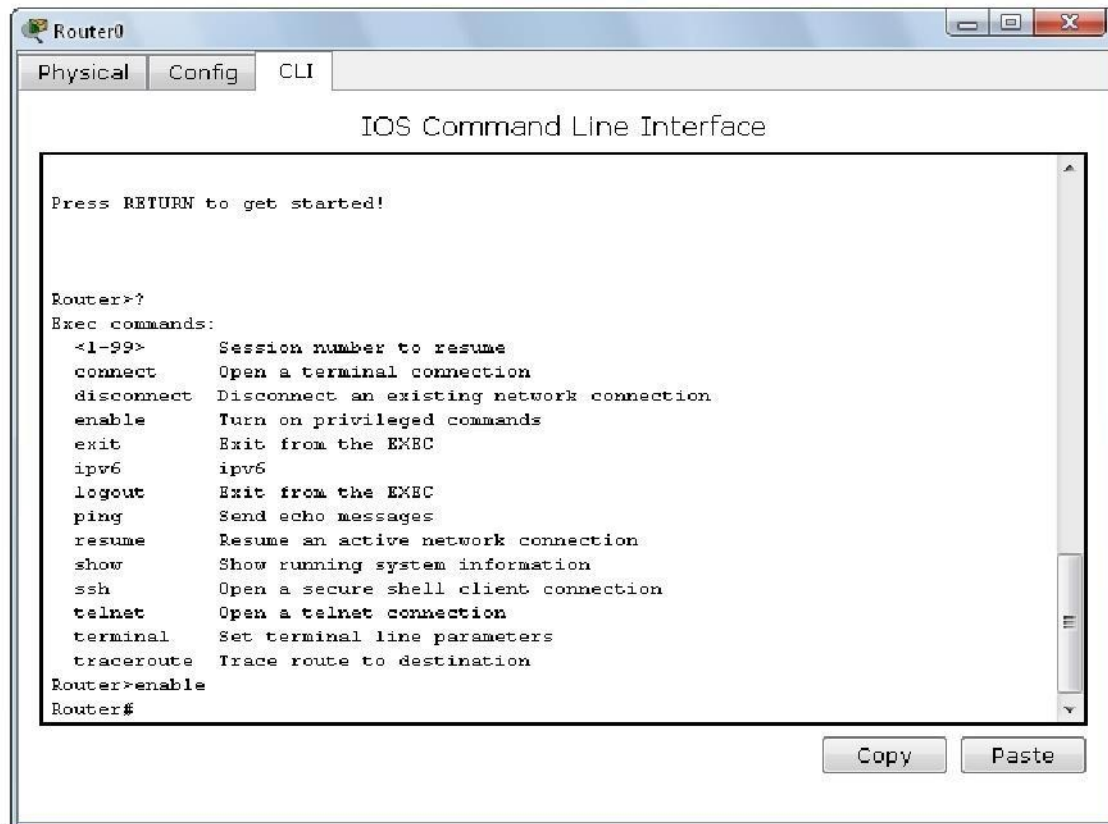 Router0
Physical Config CLI
IOS Command Line Interface
Press RETURN to get started!
Router>?
Exec commands:
<1-99> Session number to resume
connect Open a terminal connection
disconnect Disconnect an existing network connection
enable Turn on privileged commands
exit Exit from the EXEC
ipv6 ipv6
logout Exit from the EXEC
ping Send echo messages
resume Resume an active network connection
show Show running system information
ssh Open a secure shell client connection
telnet Open a telnet connection
terminal Set terminal line parameters
traceroute Trace route to destination
Router>enable
Router#
Copy Paste